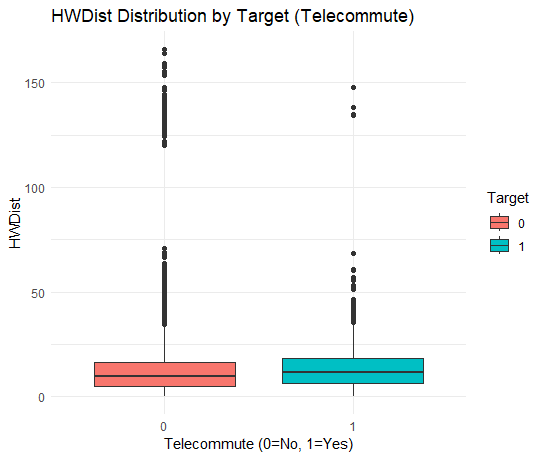 HWDist Distribution by Target (Telecommute)
150
100
50
0
HWDist
0
1
Telecommute (0=No, 1=Yes)
Target
0
1